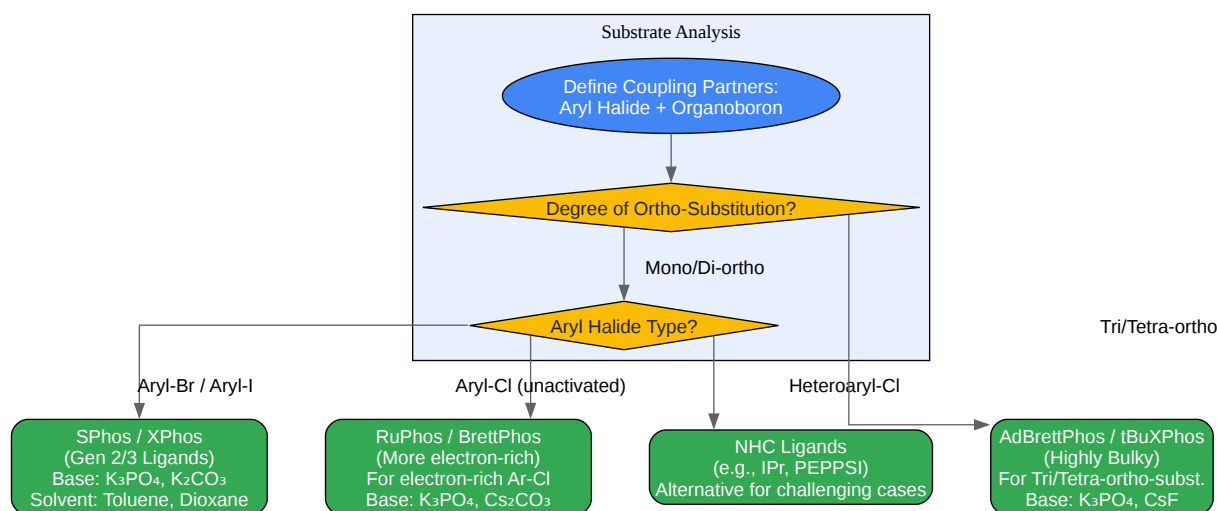 Substrate Analysis
Define Coupling Partners:
Aryl Halide + Organoboron
Degree of Ortho-Substitution?
Mono/Di-ortho
Aryl Halide Type?
Tri/Tetra-ortho
Aryl-Br / Aryl-I
Aryl-Cl (unactivated)
Heteroaryl-Cl
SPhos / XPhos
(Gen 2/3 Ligands)
Base: K₃PO₄, K₂CO₃
Solvent: Toluene, Dioxane
RuPhos / BrettPhos
(More electron-rich)
For electron-rich Ar-Cl
Base: K₃PO₄, Cs₂CO₃
NHC Ligands
(e.g., IPr, PEPPSI)
Alternative for challenging cases
AdBrettPhos / tBuXPhos
(Highly Bulky)
For Tri/Tetra-ortho-subst.
Base: K₃PO₄, CsF